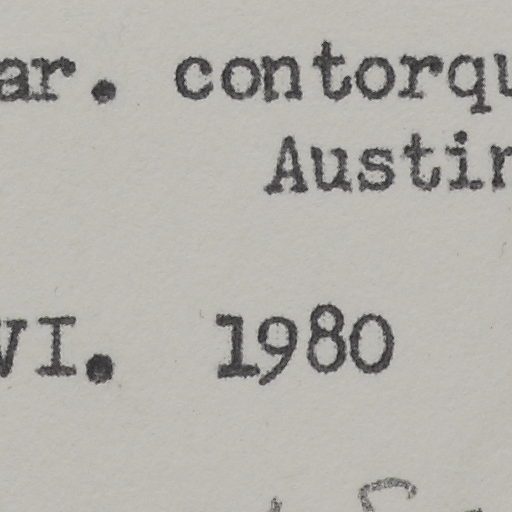 ar. contorqu
Austin
VI. 1980